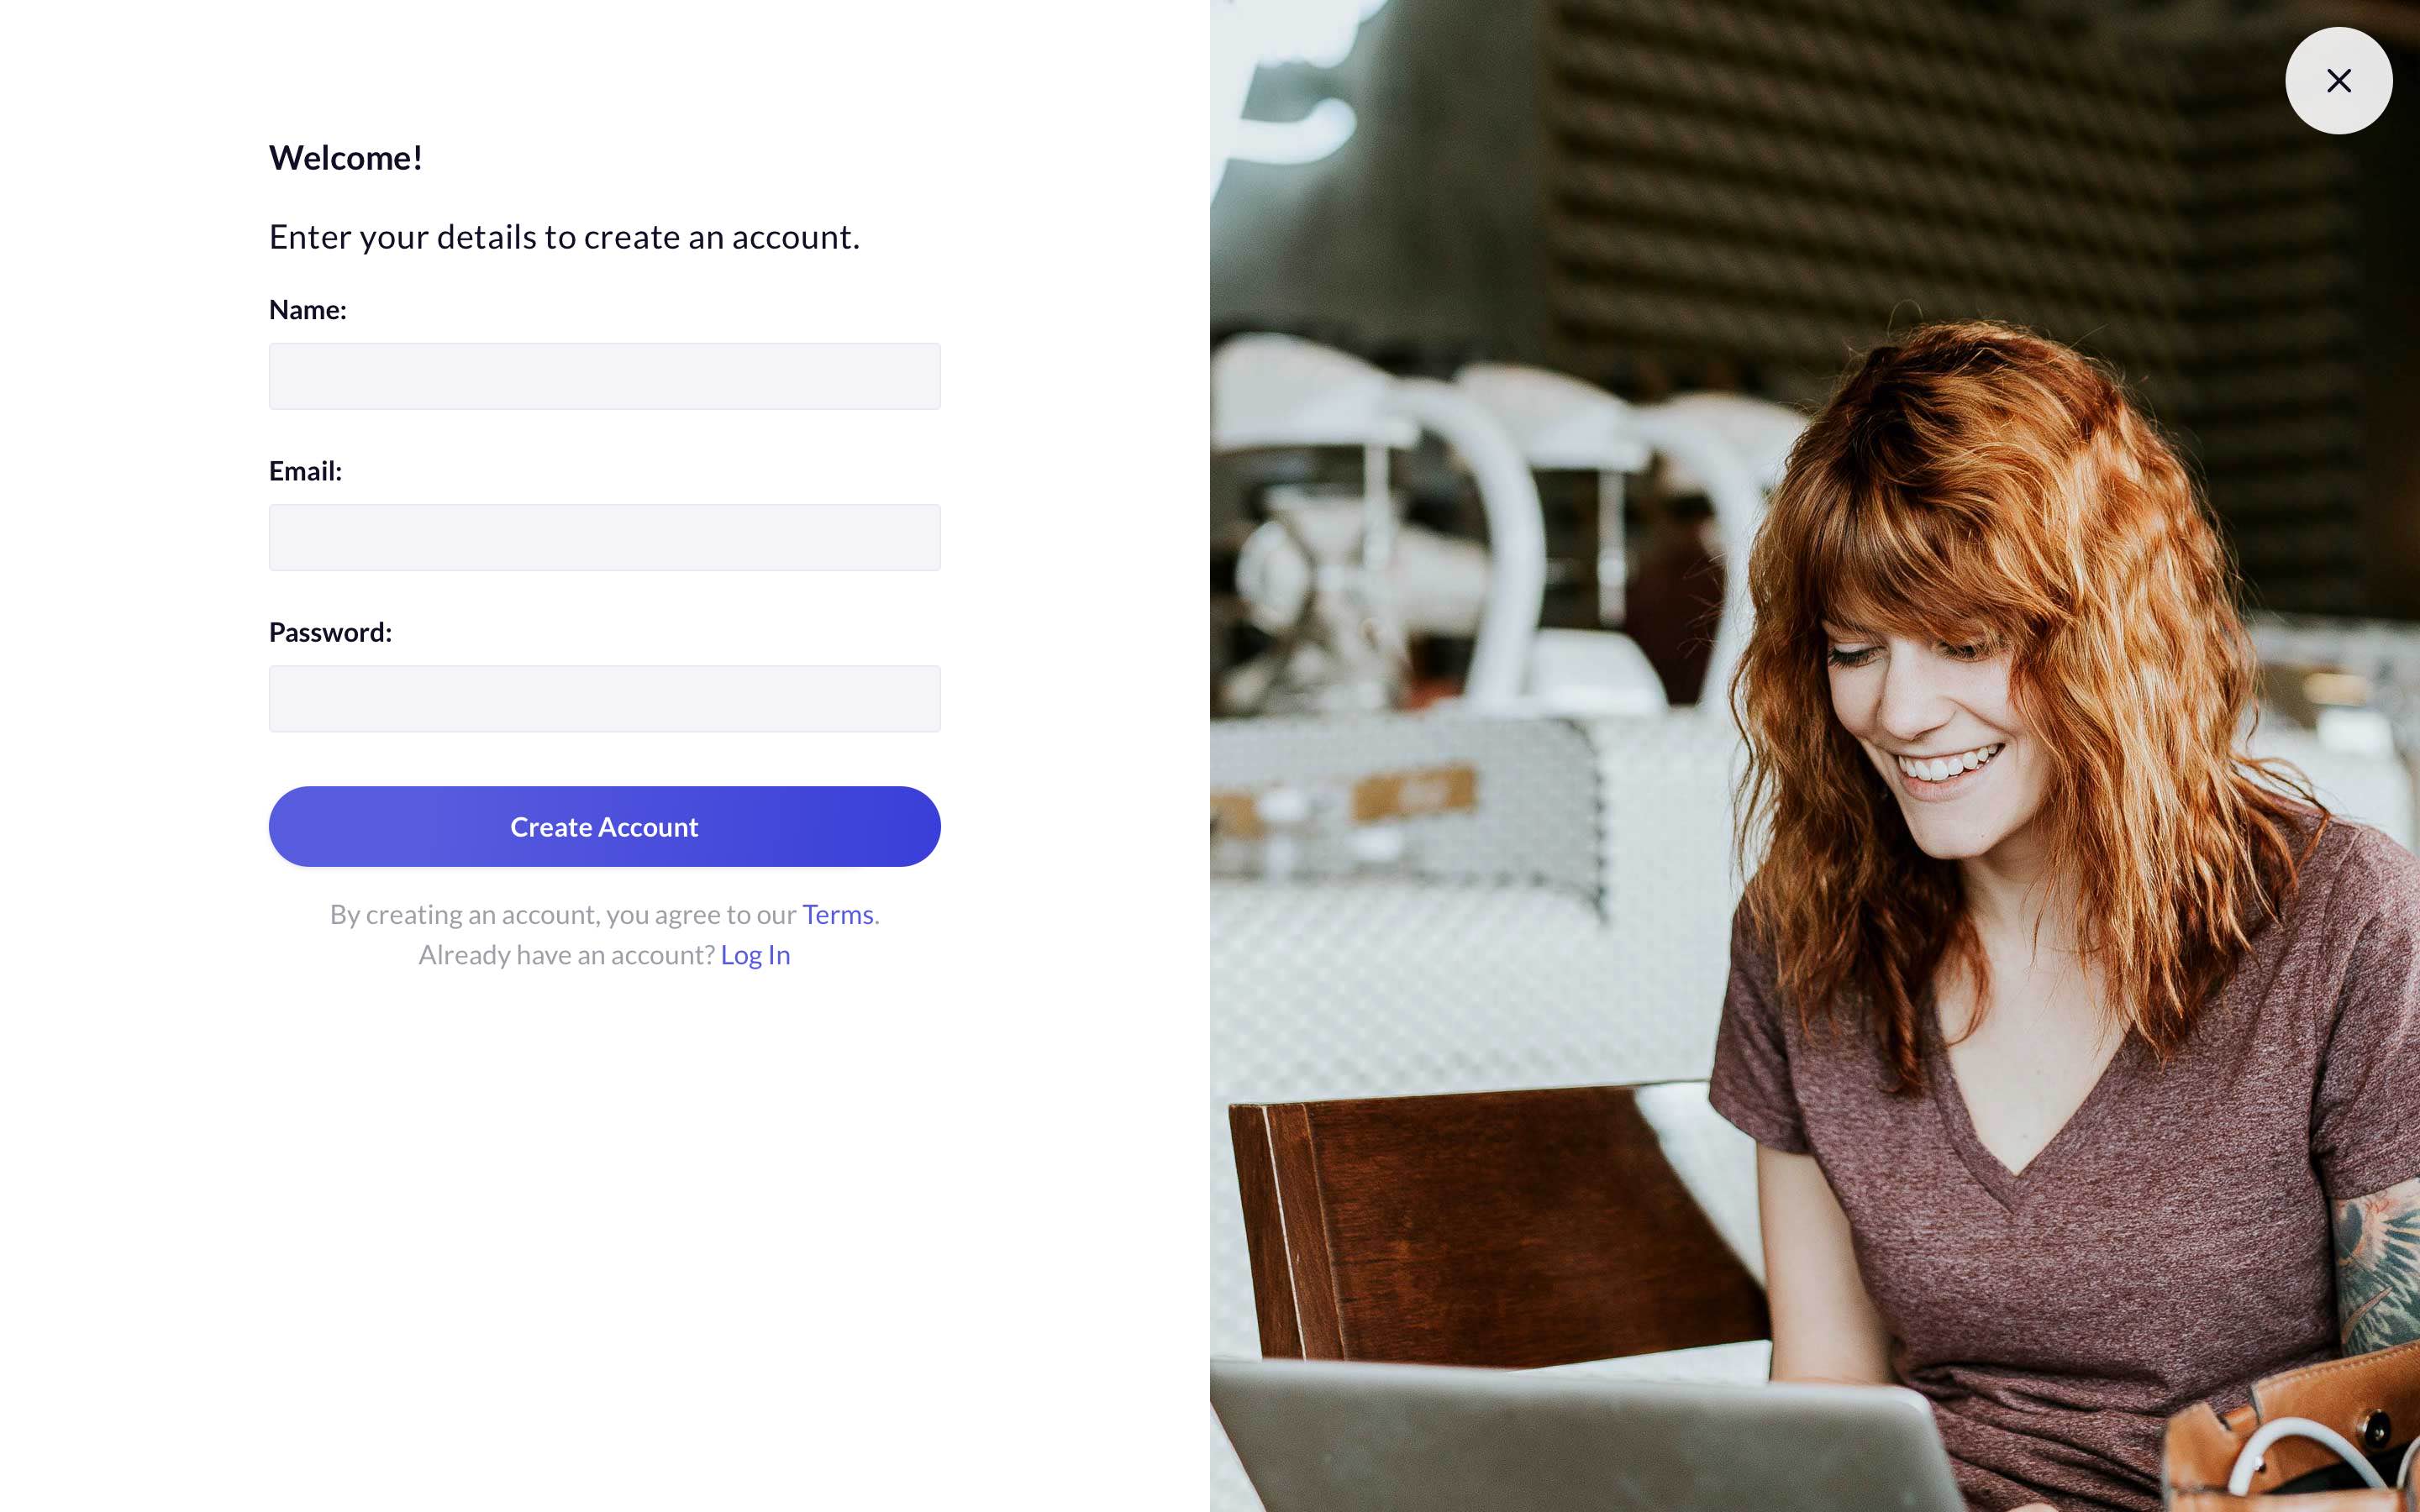 Welcome!
Enter your details to create an account.
Name:
Email:
Password:
Create Account
By creating an account, you agree to our Terms.
Already have an account? Log In